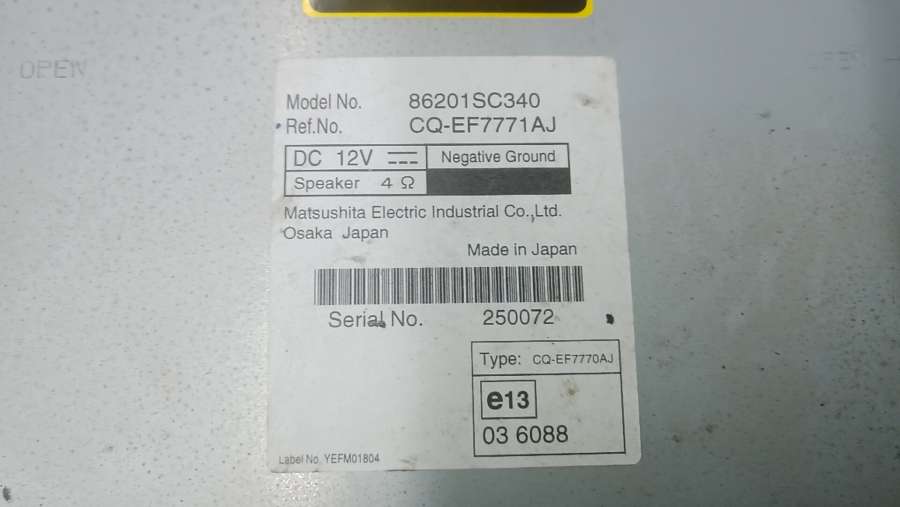 OPEN
Model No. 86201SC340
Ref.No. CQ-EF7771AJ
DC 12V Negative Ground
Speaker 4 Ω
Matsushita Electric Industrial Co.,Ltd.
Osaka Japan
Made in Japan
Serial No. 250072
Type: CQ-EF7770AJ
e13
03 6088
Label No. YEFM01804